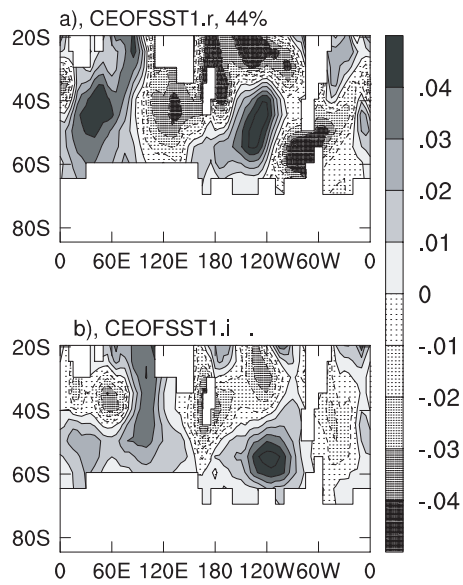 a), CEOFSST1.r, 44%
20S
40S
60S
80S
0 60E 120E 180 120W 60W 0
b), CEOFSST1.i .
20S
40S
60S
80S
0 60E 120E 180 120W 60W 0
.04
.03
.02
.01
0
-.01
-.02
-.03
-.04